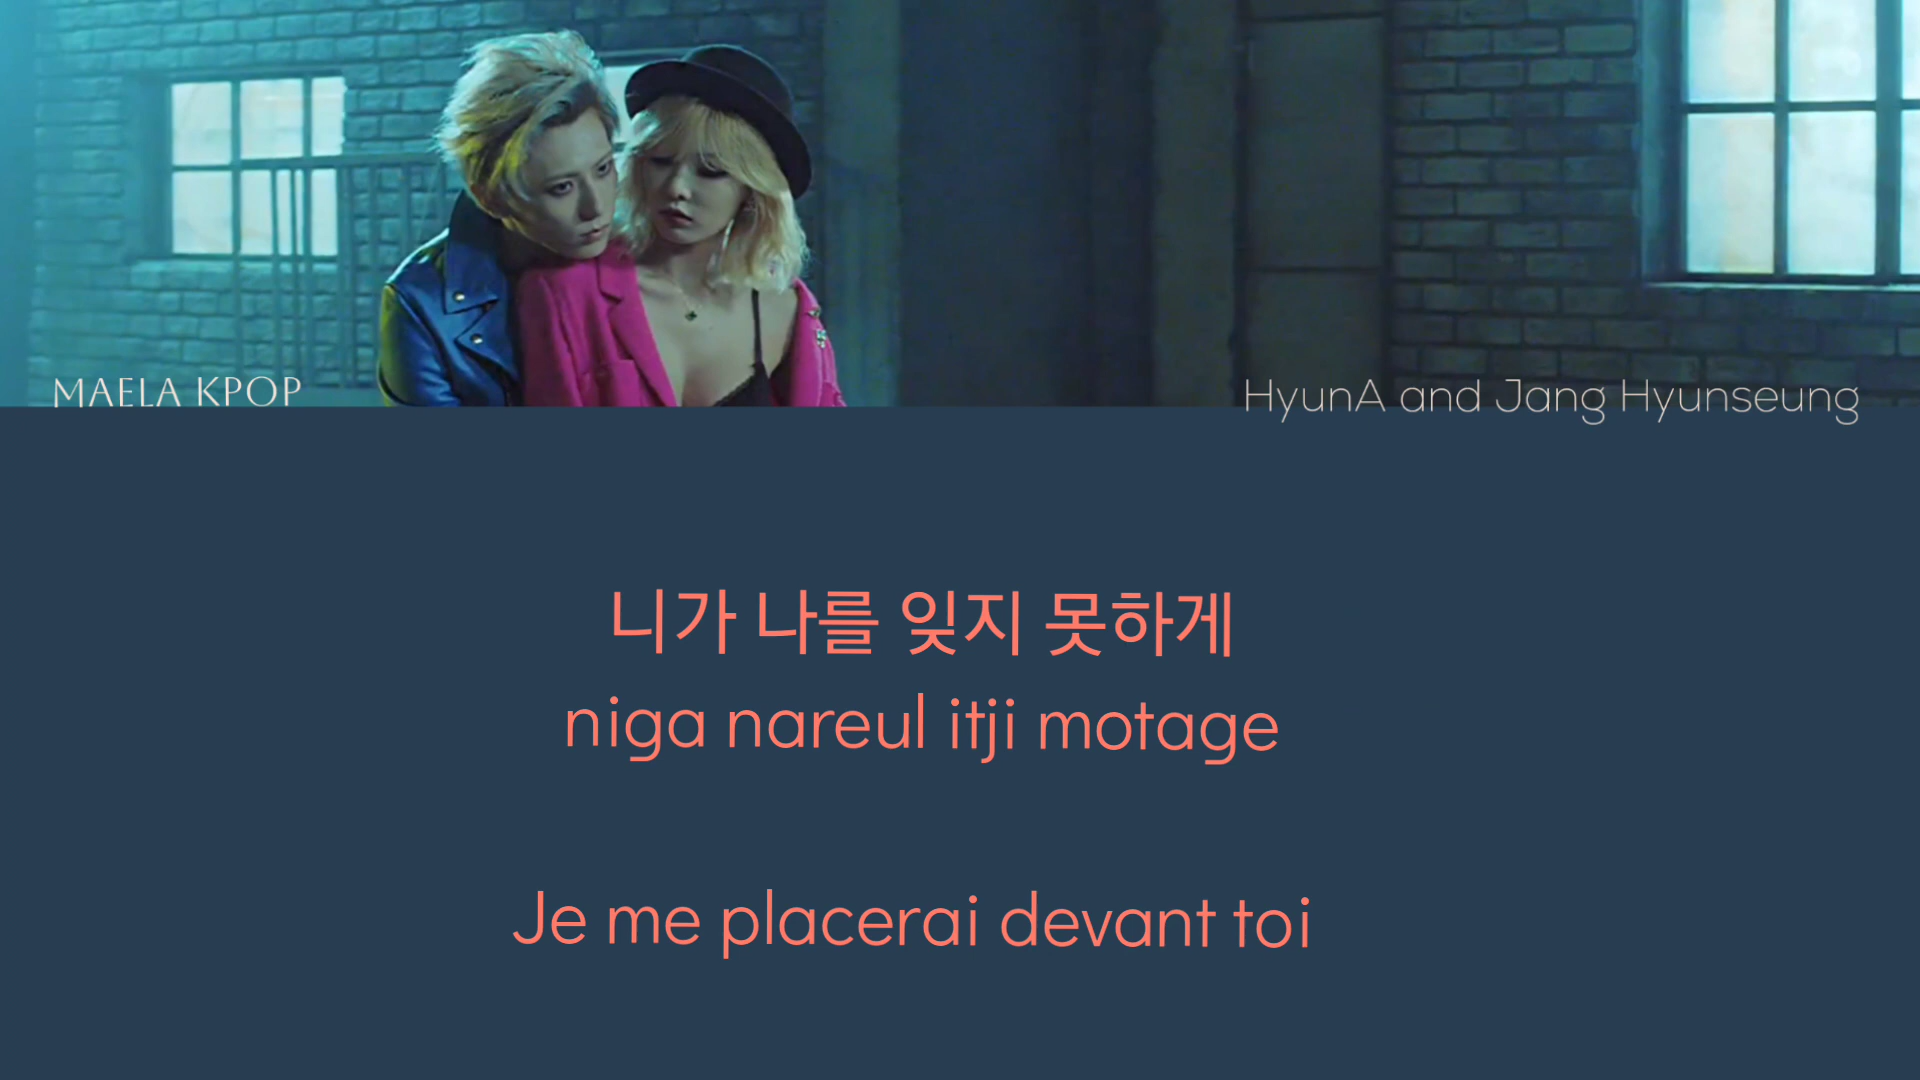 MAELA KPOP
HyunA and Jang Hyunseung
니가 나를 잊지 못하게
niga nareul itji motage
Je me placerai devant toi